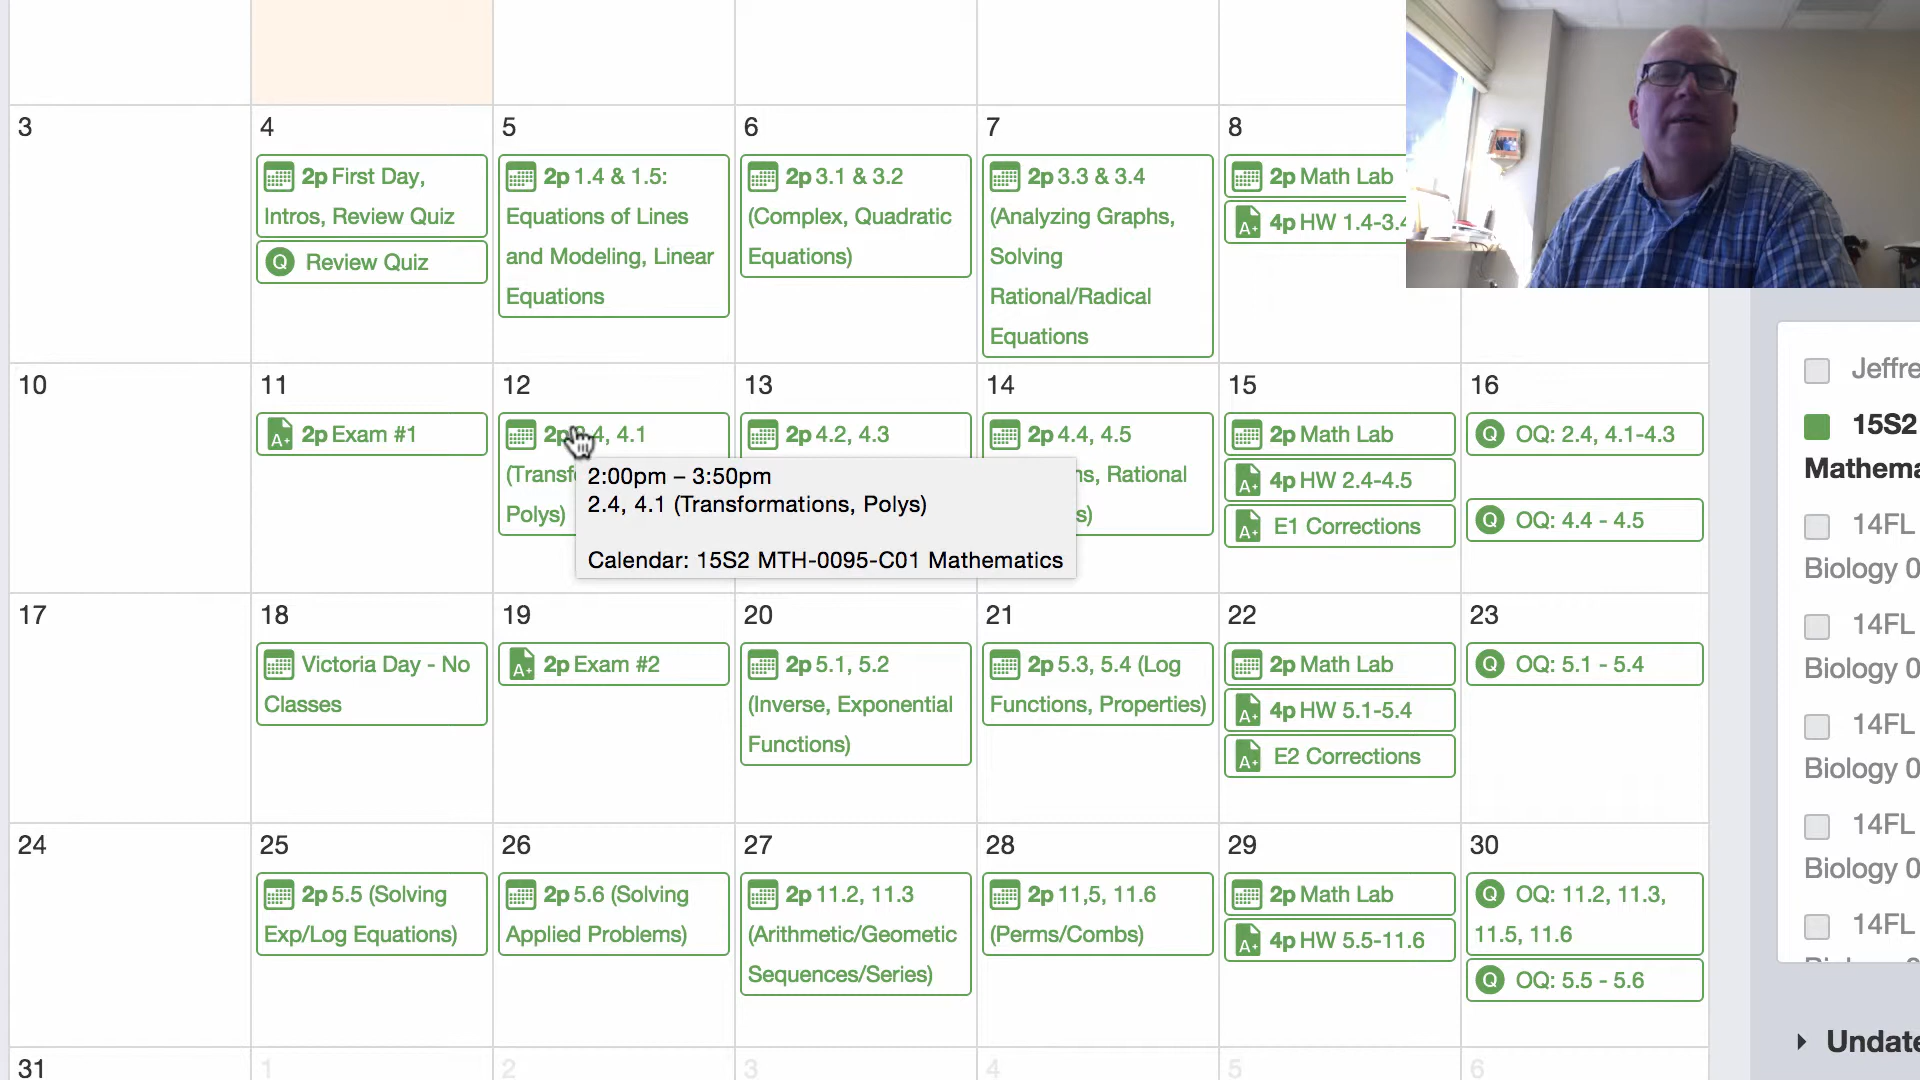 3
4
5
6
7
8
2p First Day,
Intros, Review Quiz
Q Review Quiz
2p 1.4 & 1.5:
Equations of Lines
and Modeling, Linear
Equations
2p 3.1 & 3.2
(Complex, Quadratic
Equations)
2p 3.3 & 3.4
(Analyzing Graphs,
Solving
Rational/Radical
Equations
2p Math Lab
A+ 4p HW 1.4-3.4
10
11
12
13
14
15
16
A+ 2p Exam #1
2p 4, 4.1
(Transf
Polys)
2:00pm – 3:50pm
2.4, 4.1 (Transformations, Polys)
Calendar: 15S2 MTH-0095-C01 Mathematics
2p 4.2, 4.3
2p 4.4, 4.5
ns, Rational
s)
2p Math Lab
A+ 4p HW 2.4-4.5
A+ E1 Corrections
Q OQ: 2.4, 4.1-4.3
Q OQ: 4.4 - 4.5
17
18
19
20
21
22
23
Victoria Day - No
Classes
A+ 2p Exam #2
2p 5.1, 5.2
(Inverse, Exponential
Functions)
2p 5.3, 5.4 (Log
Functions, Properties)
2p Math Lab
A+ 4p HW 5.1-5.4
A+ E2 Corrections
Q OQ: 5.1 - 5.4
24
25
26
27
28
29
30
2p 5.5 (Solving
Exp/Log Equations)
2p 5.6 (Solving
Applied Problems)
2p 11.2, 11.3
(Arithmetic/Geometic
Sequences/Series)
2p 11,5, 11.6
(Perms/Combs)
2p Math Lab
A+ 4p HW 5.5-11.6
Q OQ: 11.2, 11.3,
11.5, 11.6
Q OQ: 5.5 - 5.6
31
1
2
3
4
5
6
Jeffre
15S2
Mathema
14FL
Biology 0
14FL
Biology 0
14FL
Biology 0
14FL
Biology 0
14FL
Undate